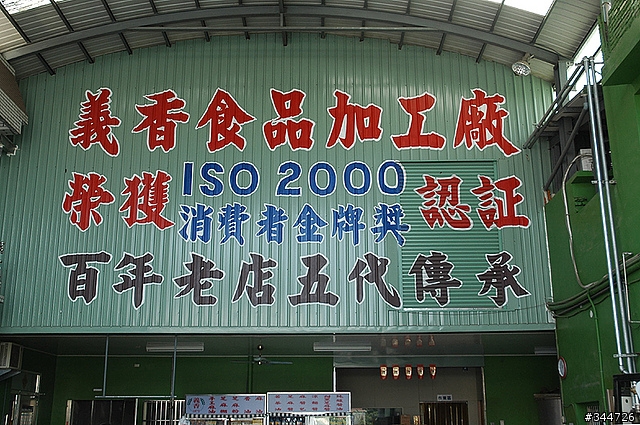 義香食品加工廠
榮獲 ISO 2000 認証
消費者金牌獎
百年老店五代傳承
#344726